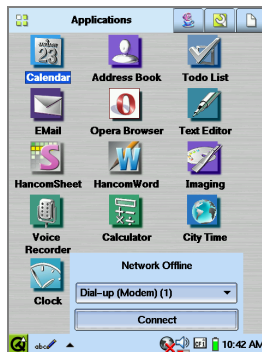 Applications
Calendar
Address Book
Todo List
EMail
Opera Browser
Text Editor
HancomSheet
HancomWord
Imaging
Voice
Recorder
Calculator
City Time
Clock
Network Offline
Dial-up (Modem) (1)
Connect
10:42 AM